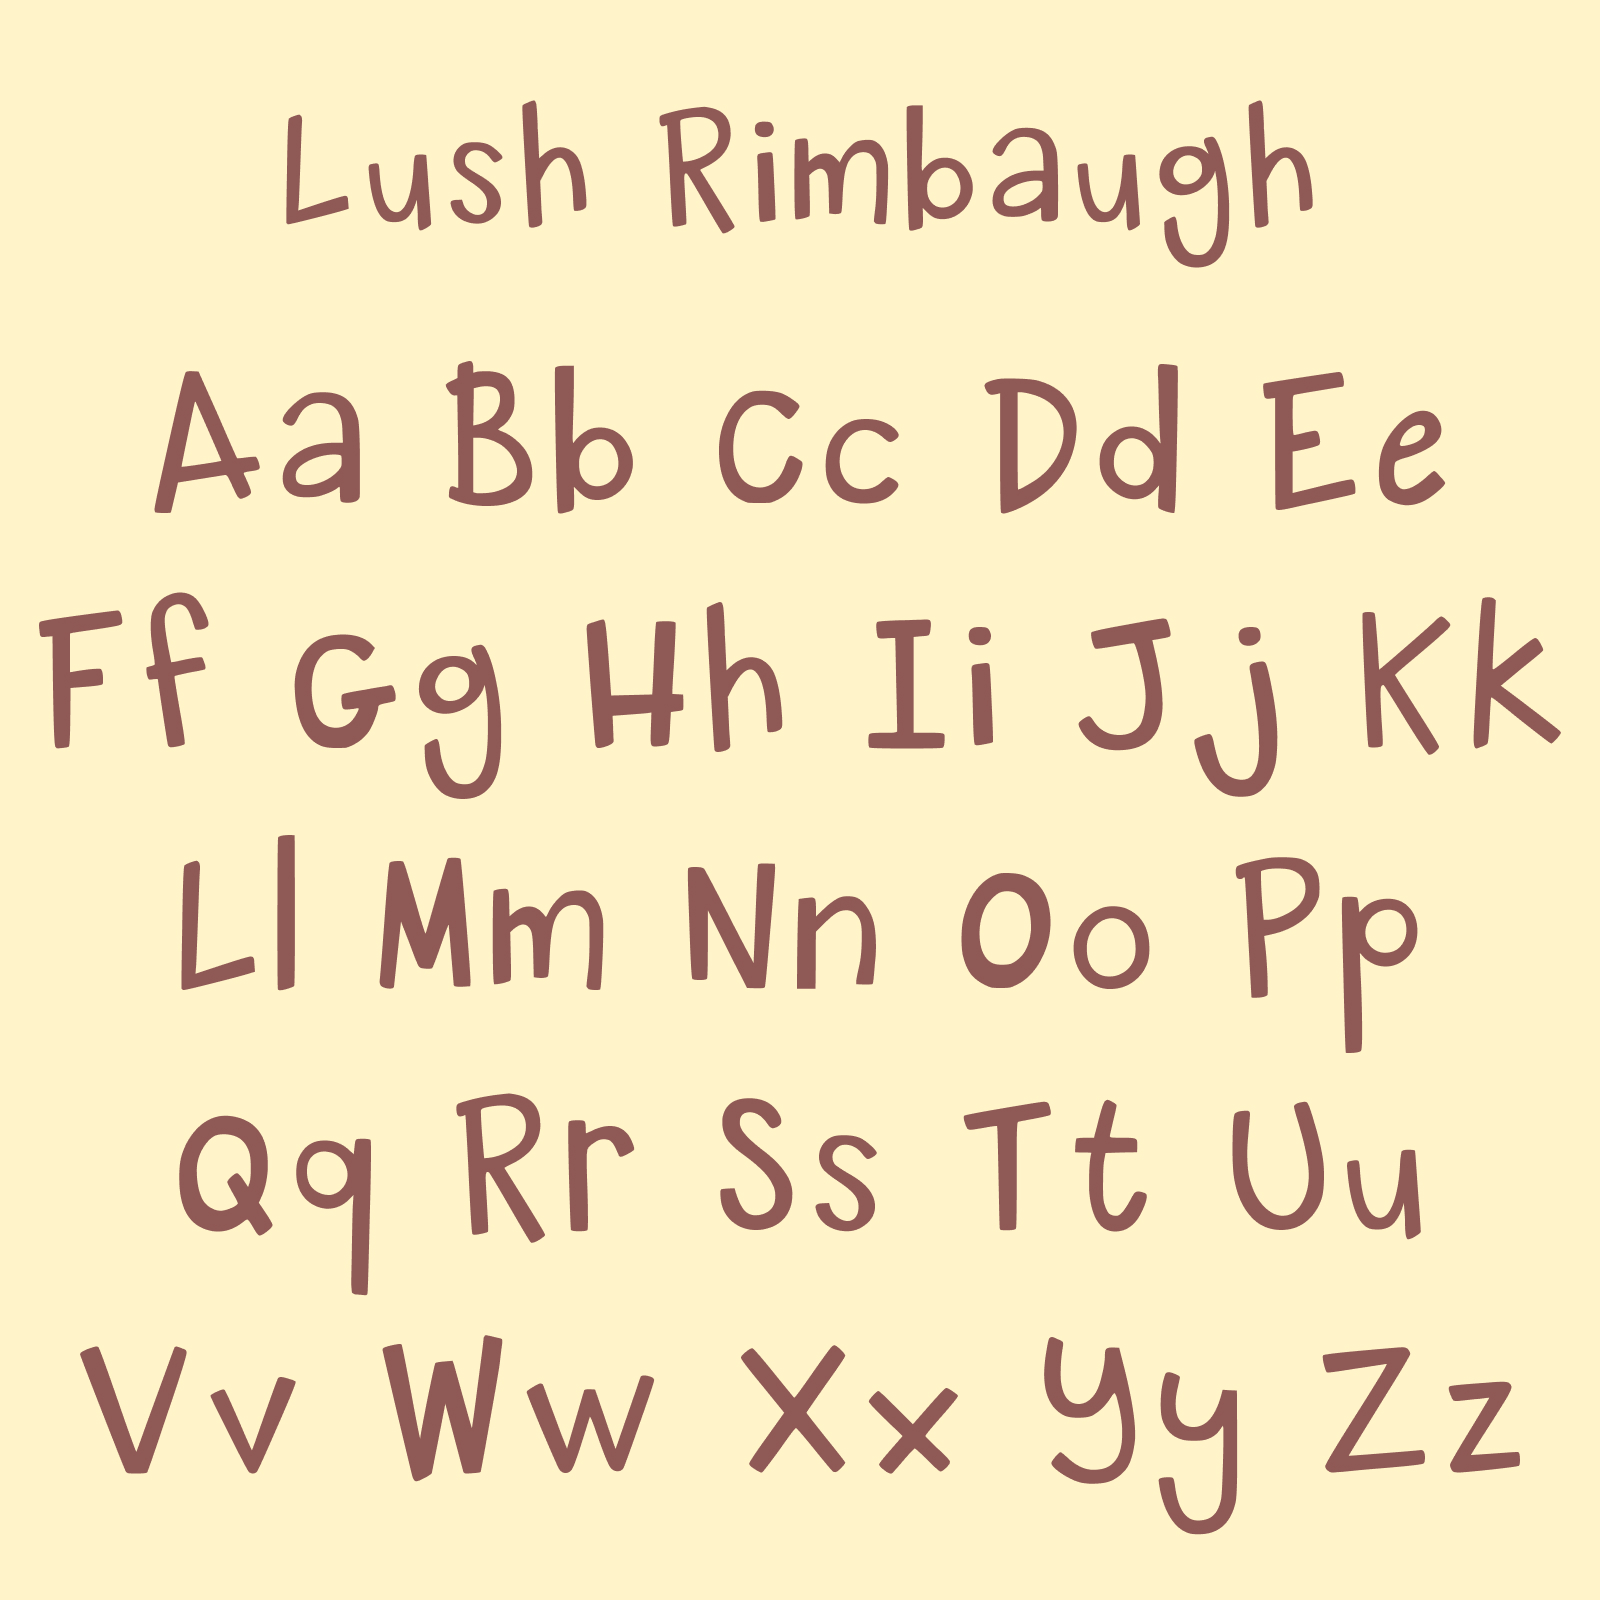 Lush Rimbaugh
Aa Bb Cc Dd Ee
Ff Gg Hh Ii Jj Kk
Ll Mm Nn Oo Pp
Qq Rr Ss Tt Uu
Vv Ww Xx Yy Zz